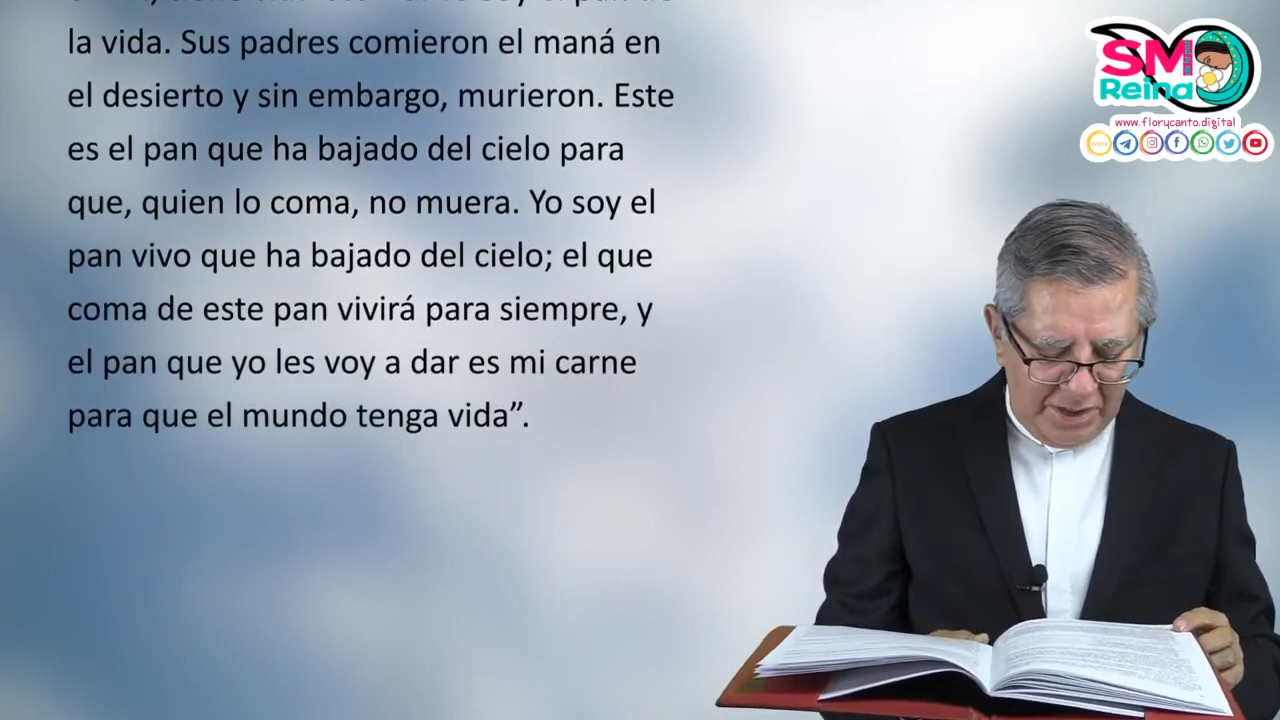 la vida. Sus padres comieron el maná en
el desierto y sin embargo, murieron. Este
es el pan que ha bajado del cielo para
que, quien lo coma, no muera. Yo soy el
pan vivo que ha bajado del cielo; el que
coma de este pan vivirá para siempre, y
el pan que yo les voy a dar es mi carne
para que el mundo tenga vida”.
SM
Reina
www.florycanto.digital